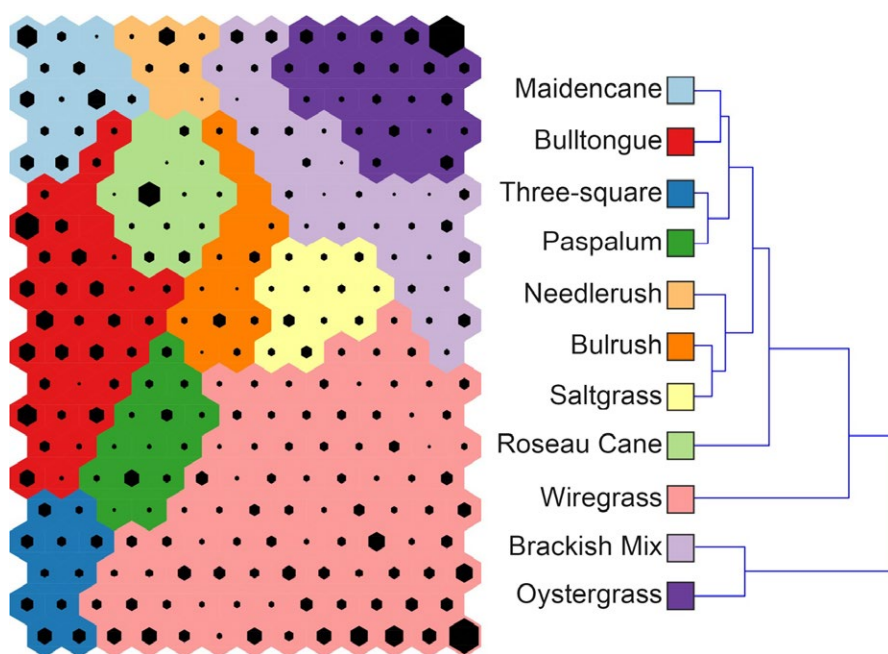 Maidencane
Bulltongue
Three-square
Paspalum
Needlerush
Bulrush
Saltgrass
Roseau Cane
Wiregrass
Brackish Mix
Oystergrass